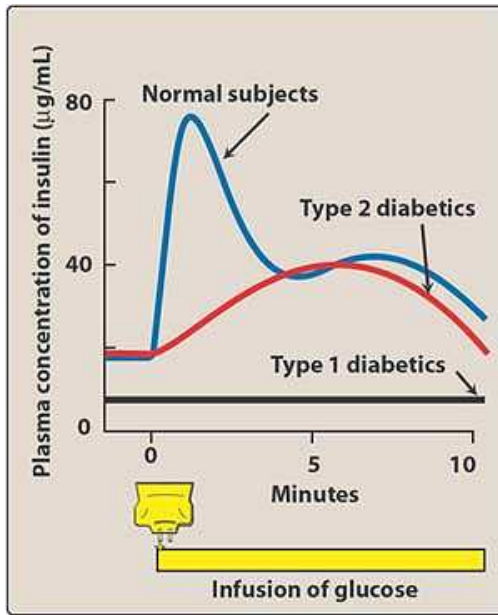 Plasma concentration of insulin (µg/mL)
80
40
0
Normal subjects
Type 2 diabetics
Type 1 diabetics
0
5
10
Minutes
Infusion of glucose